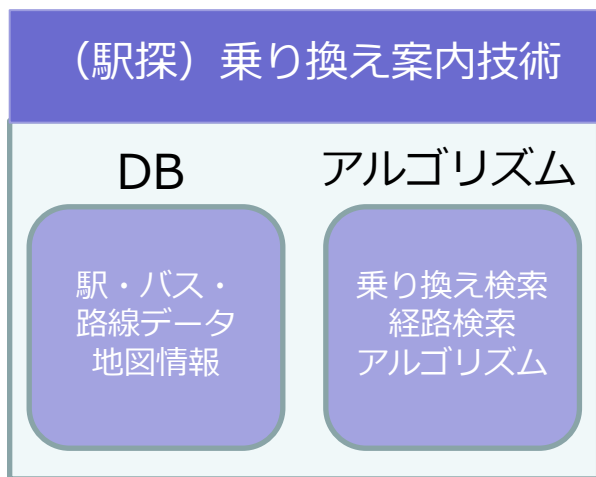 （駅探）乗り換え案内技術
DB
アルゴリズム
駅・バス・
路線データ
地図情報
乗り換え検索
経路検索
アルゴリズム